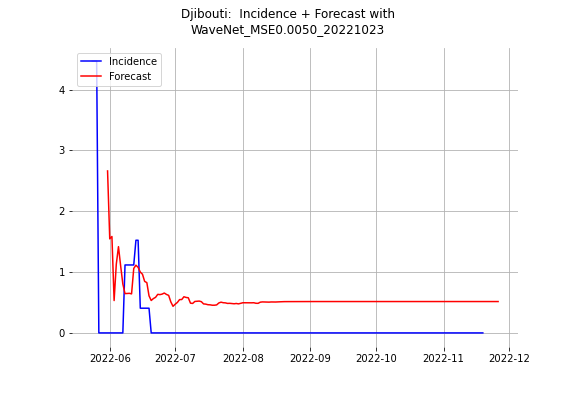 Djibouti:  Incidence + Forecast with
WaveNet_MSE0.0050_20221023
Incidence
Forecast
4
3
2
1
0
2022-06 2022-07 2022-08 2022-09 2022-10 2022-11 2022-12